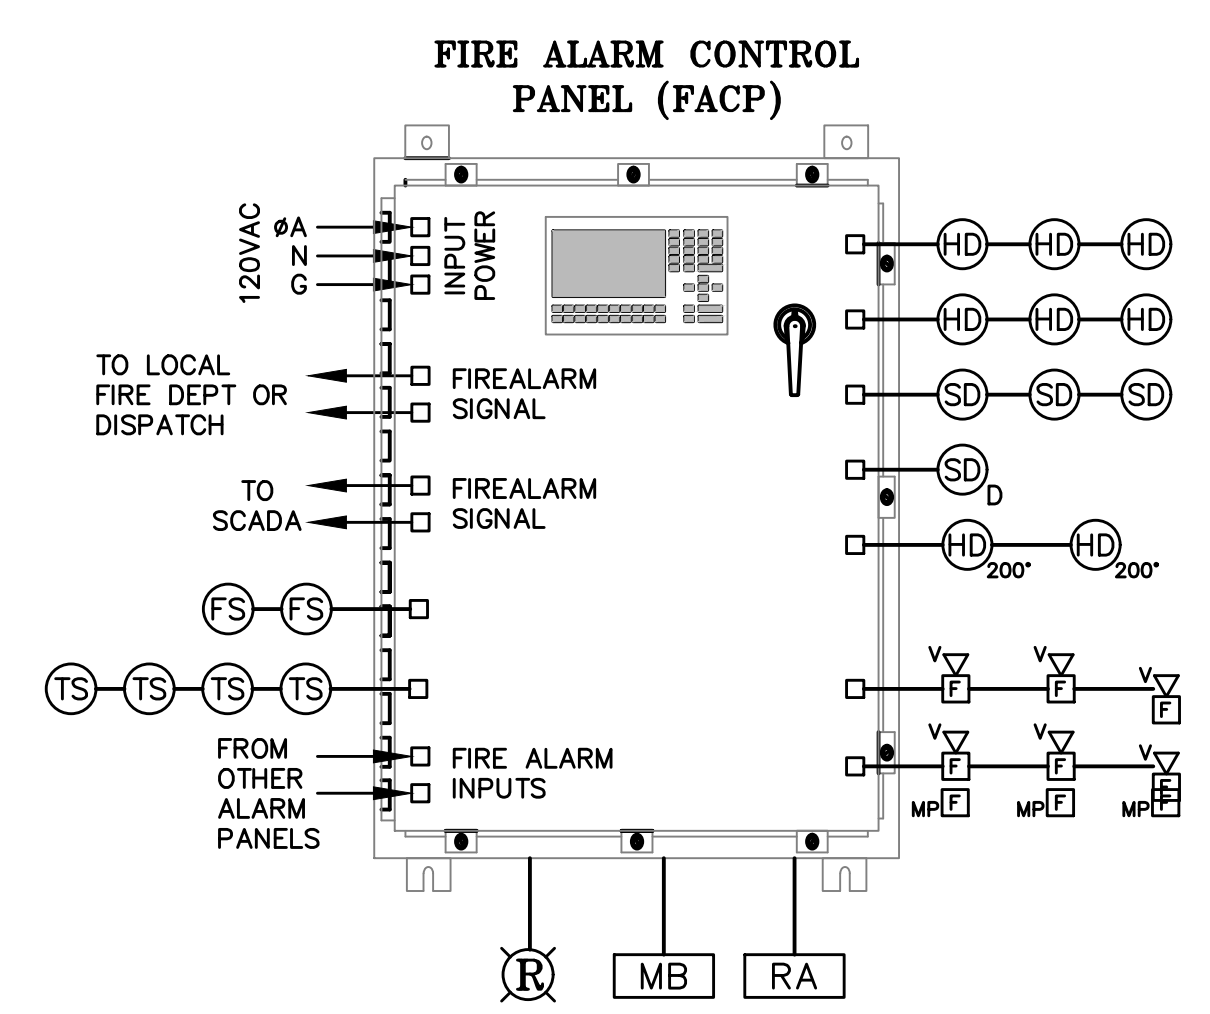 FIRE ALARM CONTROL
PANEL (FACP)
120VAC
ØA
N
G
INPUT
POWER
TO LOCAL
FIRE DEPT OR
DISPATCH
FIREALARM
SIGNAL
TO
SCADA
FIREALARM
SIGNAL
FS FS
TS TS TS TS
FROM
OTHER
ALARM
PANELS
FIRE ALARM
INPUTS
HD HD HD
HD HD HD
SD SD SD
SD D
HD 200° HD 200°
V V V
F F F
V V V
F F F
MP F MP F MP F
R MB RA